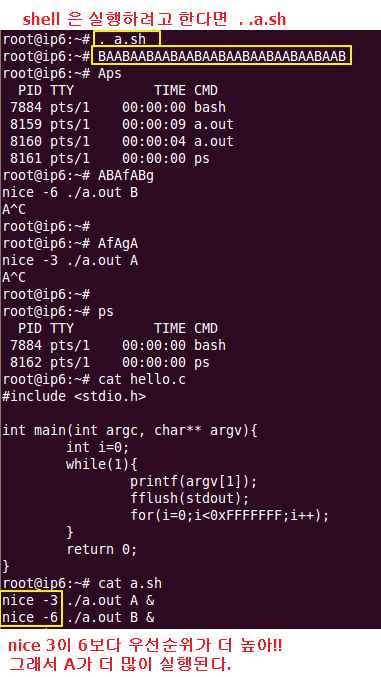 shell 은 실행하려고 한다면 . .a.sh
root@ip6:~# . a.sh
root@ip6:~# BAABAABAABAABAABAABAABAABAABAAB
root@ip6:~# Aps
  PID TTY          TIME CMD
 7884 pts/1    00:00:00 bash
 8159 pts/1    00:00:09 a.out
 8160 pts/1    00:00:04 a.out
 8161 pts/1    00:00:00 ps
root@ip6:~# ABAfABg
nice -6 ./a.out B
A^C
root@ip6:~#
root@ip6:~# AfAgA
nice -3 ./a.out A
A^C
root@ip6:~#
root@ip6:~# ps
  PID TTY          TIME CMD
 7884 pts/1    00:00:00 bash
 8162 pts/1    00:00:00 ps
root@ip6:~# cat hello.c
#include <stdio.h>
int main(int argc, char** argv){
        int i=0;
        while(1){
                printf(argv[1]);
                fflush(stdout);
                for(i=0;i<0xFFFFFFF;i++);
        }
        return 0;
}
root@ip6:~# cat a.sh
nice -3 ./a.out A &
nice -6 ./a.out B &
nice 3이 6보다 우선순위가 더 높아!!
그래서 A가 더 많이 실행된다.